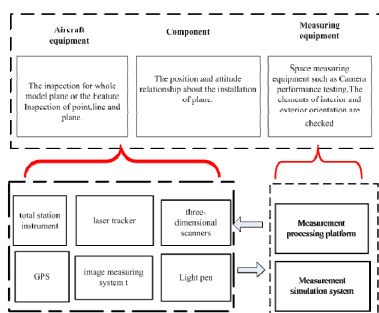 Aircraft
equipment
Component
Measuring
equipment
The inspection for whole
model plane or the Feature
Inspection of point,line and
plane.
The position and attitude
relationship about the installation
of plane.
Space measuring
equipment such as Camera
performance testing,The
elements of interior and
exterior orientation are
checked
total station
instrument
laser tracker
three-
dimensional
scanners
GPS
image measuring
system t
Light pen
Measurement
processing platform
Measurement
simulation system